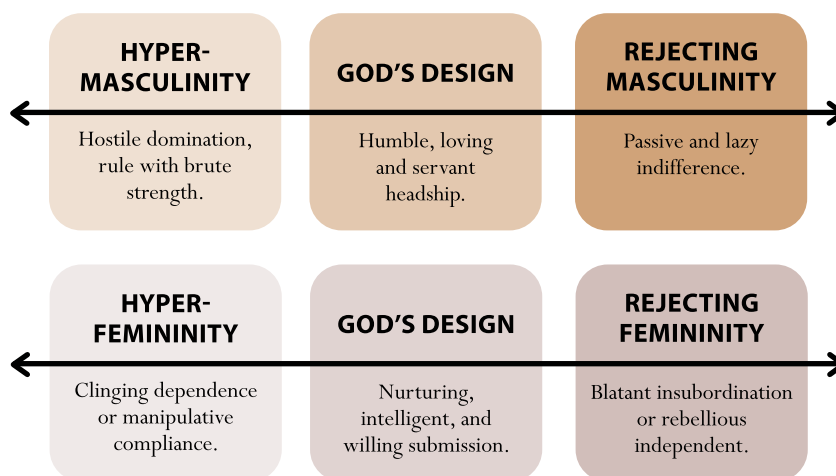 HYPER-
MASCULINITY
Hostile domination,
rule with brute
strength.
GOD'S DESIGN
Humble, loving
and servant
headship.
REJECTING
MASCULINITY
Passive and lazy
indifference.
HYPER-
FEMININITY
Clinging dependence
or manipulative
compliance.
GOD'S DESIGN
Nurturing,
intelligent, and
willing submission.
REJECTING
FEMININITY
Blatant insubordination
or rebellious
independent.